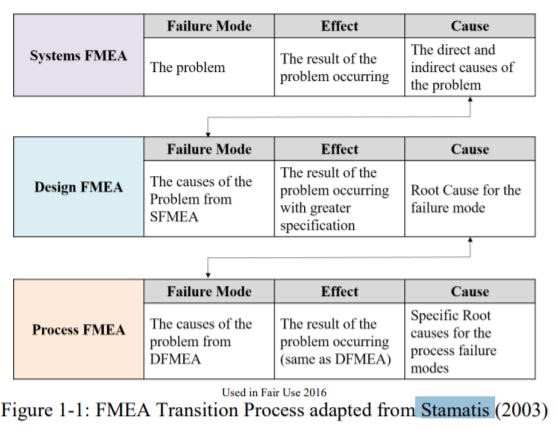 Failure Mode Effect Cause
Systems FMEA
The problem
The result of the
problem occurring
The direct and
indirect causes of
the problem
Failure Mode Effect Cause
Design FMEA
The causes of the
Problem from
SFMEA
The result of the
problem occurring
with greater
specification
Root Cause for the
failure mode
Failure Mode Effect Cause
Process FMEA
The causes of the
problem from
DFMEA
The result of the
problem occurring
(same as DFMEA)
Specific Root
causes for the
process failure
modes
Used in Fair Use 2016
Figure 1-1: FMEA Transition Process adapted from Stamatis (2003)